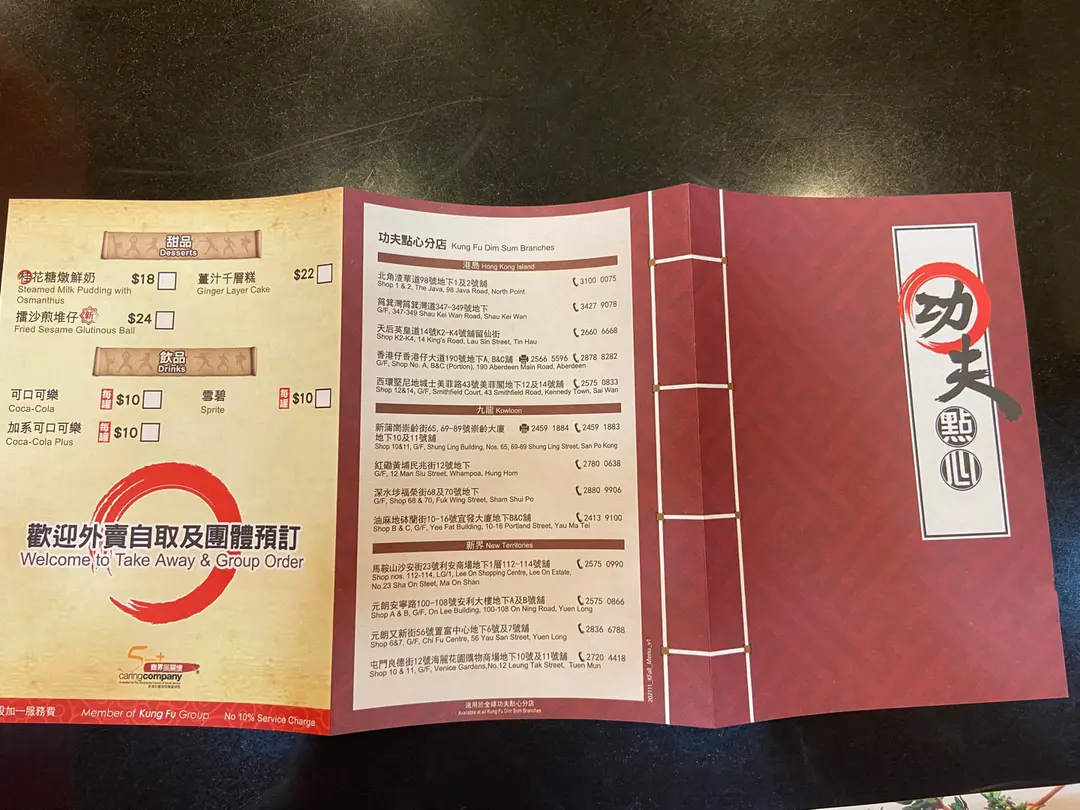 甜品
Desserts
桂花糖燉鮮奶 $18
Steamed Milk Pudding with
Osmanthus
薑汁千層糕 $22
Ginger Layer Cake
擂沙煎堆仔 新 $24
Fried Sesame Glutinous Ball
飲品
Drinks
可口可樂 每罐 $10
Coca-Cola
雪碧 每罐 $10
Sprite
加系可口可樂 每罐 $10
Coca-Cola Plus
歡迎外賣自取及團體預訂
Welcome to Take Away & Group Order
商界展關懷
caringcompany
設加一服務費 Member of Kung Fu Group No 10% Service Charge
功夫點心分店 Kung Fu Dim Sum Branches
港島 Hong Kong Island
北角渣華道98號地下1及2號舖 3100 0075
Shop 1 & 2, The Java, 98 Java Road, North Point
筲箕灣筲箕灣道347-349號地下 3427 9078
G/F, 347-349 Shau Kei Wan Road, Shau Kei Wan
天后英皇道14號K2-K4號舖留仙街 2660 6668
Shop K2-K4, 14 King's Road, Lau Sin Street, Tin Hau
香港仔香港仔大道190號地下A, B&C舖 2566 5596 2878 8282
G/F, Shop No. A, B&C (Portion), 190 Aberdeen Main Road, Aberdeen
西環堅尼地城士美菲路43號美菲閣地下12及14號舖 2575 0833
Shop 12&14, G/F, Smithfield Court, 43 Smithfield Road, Kennedy Town, Sai Wan
九龍 Kowloon
新蒲崗崇齡街65, 69-89號崇齡大廈 2459 1884 2459 1883
地下10及11號舖
Shop 10&11, G/F, Shung Ling Building, Nos. 65, 69-89 Shung Ling Street, San Po Kong
紅磡黃埔民兆街12號地下 2780 0638
G/F, 12 Man Siu Street, Whampoa, Hung Hom
深水埗福榮街68及70號地下 2880 9906
G/F, Shop 68 & 70, Fuk Wing Street, Sham Shui Po
油麻地砵蘭街10-16號宜發大廈地下B&C舖 2413 9100
Shop B & C, G/F, Yee Fat Building, 10-16 Portland Street, Yau Ma Tei
新界 New Territories
馬鞍山沙安街23號利安商場地下1層112-114號舖 2575 0990
Shop nos. 112-114, LG/1, Lee On Shopping Centre, Lee On Estate,
No.23 Sha On Steet, Ma On Shan
元朗安寧路100-108號安利大樓地下A及B號舖 2575 0866
Shop A & B, G/F, On Lee Building, 100-108 On Ning Road, Yuen Long
元朗又新街56號置富中心地下6號及7號舖 2836 6788
Shop 6&7, G/F, Chi Fu Centre, 56 Yau San Street, Yuen Long
屯門良德街12號海麗花園購物商場地下10號及11號舖 2720 4418
Shop 10 & 11, G/F, Venice Gardens,No.12 Leung Tak Street, Tuen Mun
適用於全線功夫點心分店
Available at all Kung Fu Dim Sum Branches
202111_KFall_Menu_v1
功夫點心